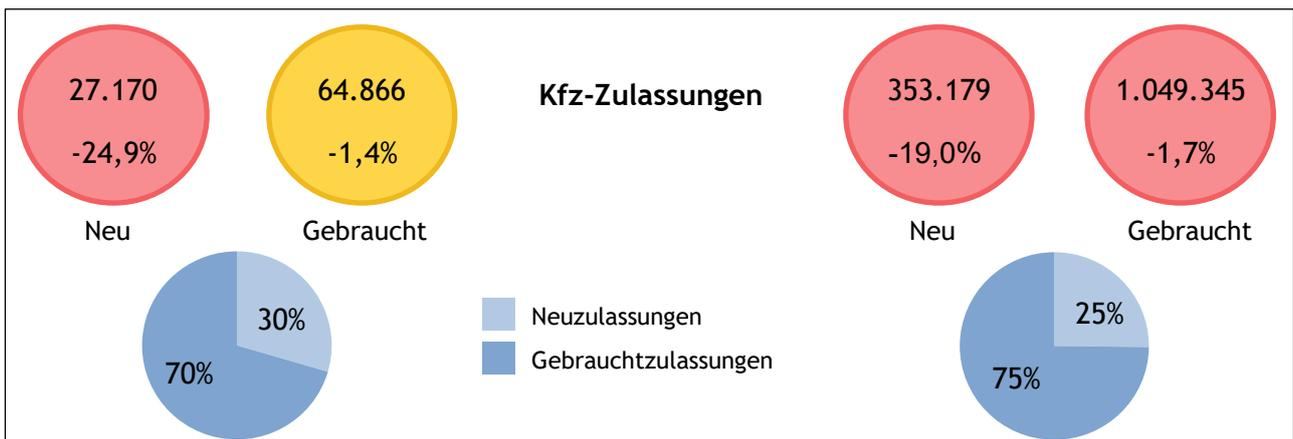 27.170
-24,9%
Neu
64.866
-1,4%
Gebraucht
Kfz-Zulassungen
353.179
-19,0%
Neu
1.049.345
-1,7%
Gebraucht
30%
70%
Neuzulassungen
Gebrauchtzulassungen
25%
75%